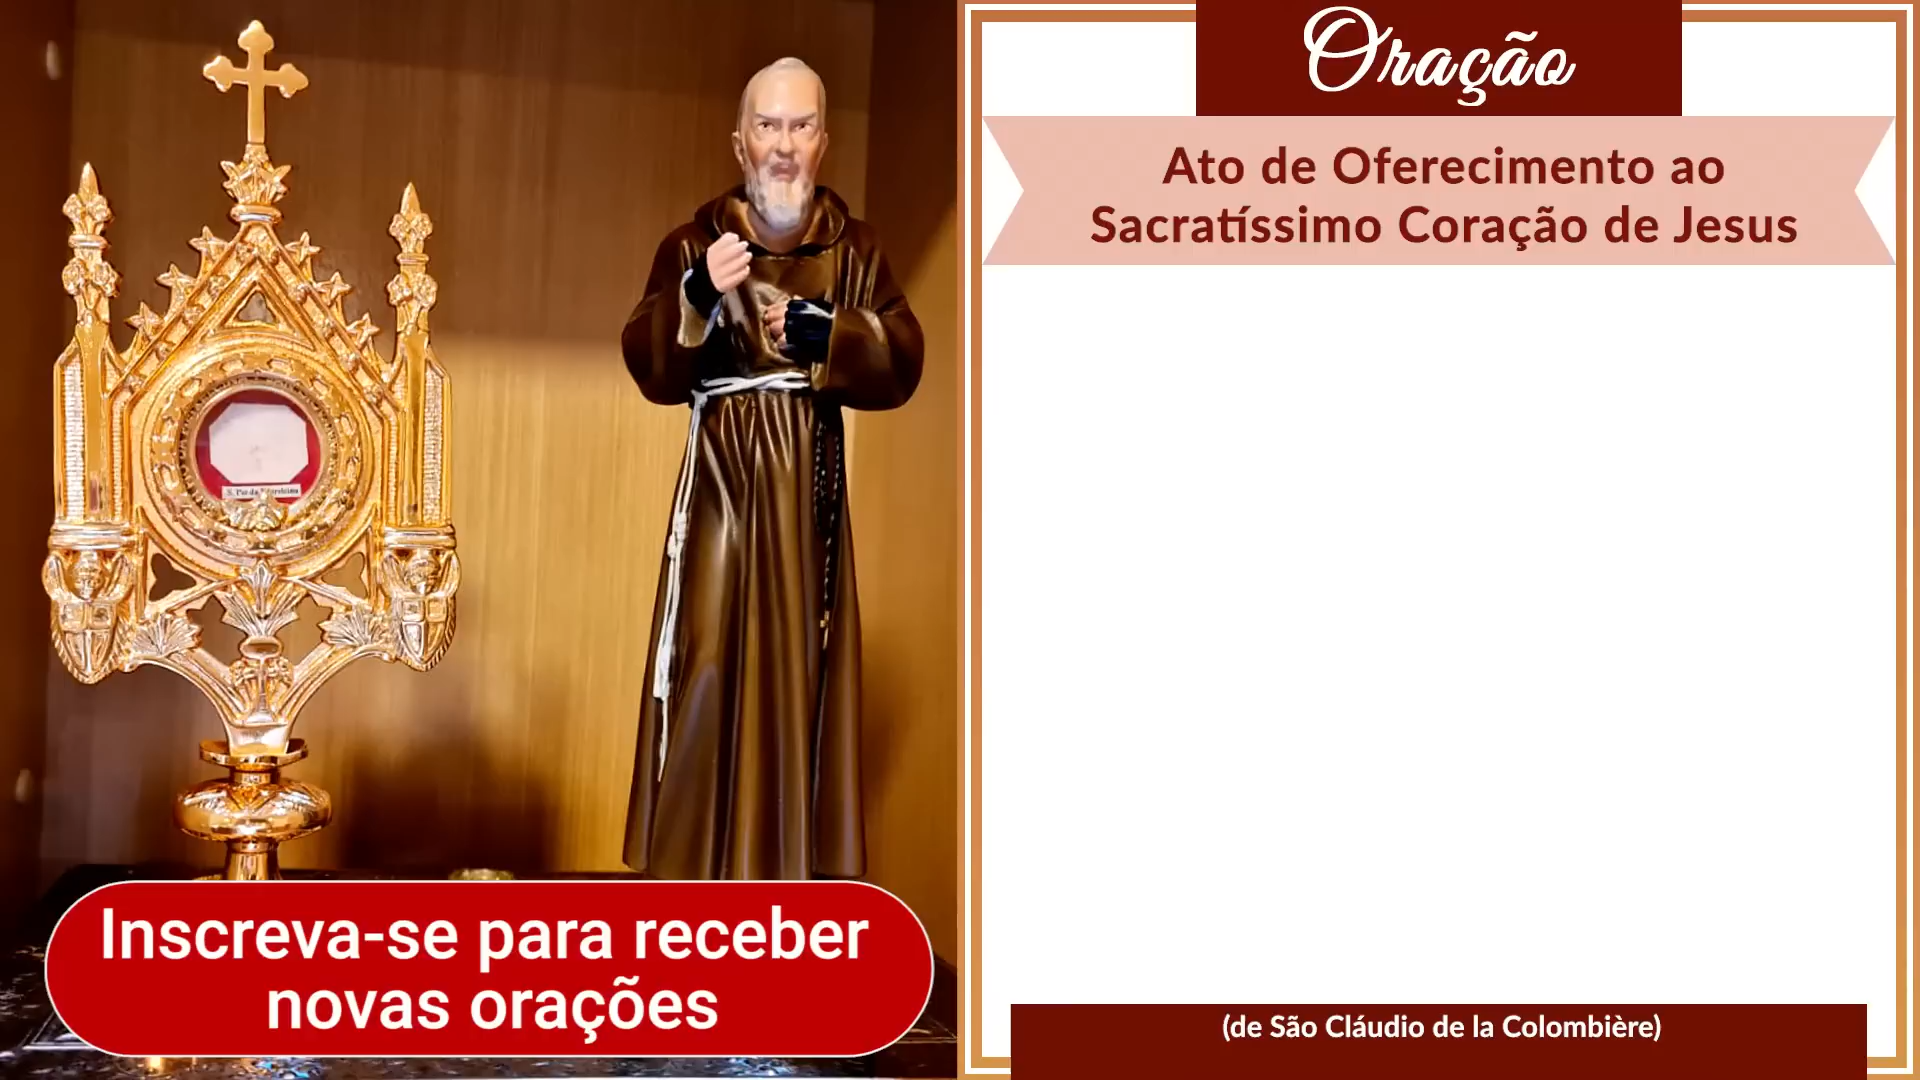 Oração
Ato de Oferecimento ao
Sacratíssimo Coração de Jesus
Inscreva-se para receber
novas orações
(de São Cláudio de la Colombière)